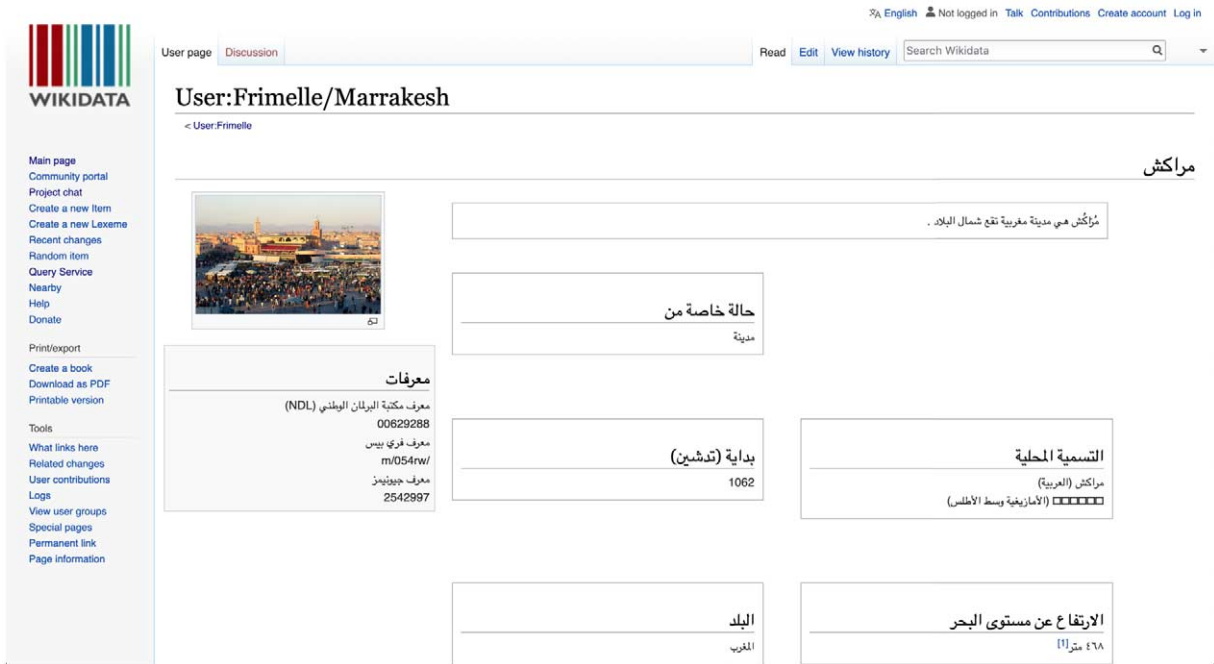 English Not logged in Talk Contributions Create account Log in
WIKIDATA
User page Discussion Read Edit View history Search Wikidata
User:Frimelle/Marrakesh
< User:Frimelle
Main page
Community portal
Project chat
Create a new Item
Create a new Lexeme
Recent changes
Random item
Query Service
Nearby
Help
Donate
Print/export
Create a book
Download as PDF
Printable version
Tools
What links here
Related changes
User contributions
Logs
View user groups
Special pages
Permanent link
Page information
مراكش
مُرَاكُش هي مدينة مغربية تقع شمال البلاد .
حالة خاصة من
مدينة
معرفات
معرف مكتبة البرلمان الوطني (NDL)
00629288
معرف فري بيس
/m/054rw
معرف جيونيمز
2542997
التسمية المحلية
مراكش (العربية)
(الأمازيغية وسط الأطلس)
بداية (تدشين)
1062
الارتفاع عن مستوى البحر
٤٦٨ متر[1]
البلد
المغرب